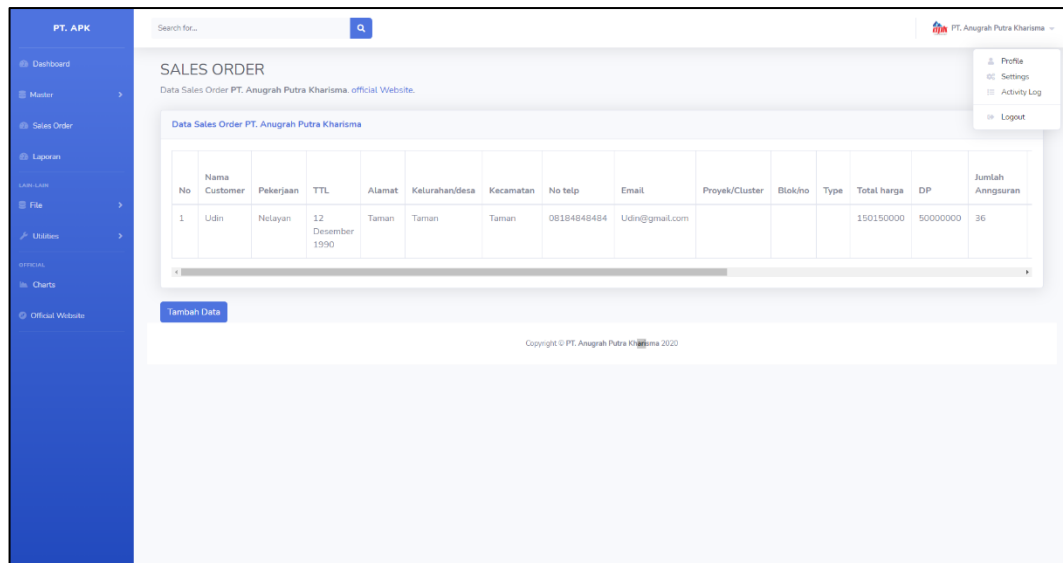 PT. APK
Search for...
PT. Anugrah Putra Kharisma
Profile
Settings
Activity Log
Logout
Dashboard
Master
Sales Order
Laporan
LAIN-LAIN
File
Utilities
OFFICIAL
Charts
Official Website
SALES ORDER
Data Sales Order PT. Anugrah Putra Kharisma. official Website.
Data Sales Order PT. Anugrah Putra Kharisma
No Nama Customer Pekerjaan TTL Alamat Kelurahan/desa Kecamatan No telp Email Proyek/Cluster Blok/no Type Total harga DP Jumlah Anngsuran
1 Udin Nelayan 12 Desember 1990 Taman Taman Taman 08184848484 Udin@gmail.com 150150000 50000000 36
Tambah Data
Copyright © PT. Anugrah Putra Kharisma 2020